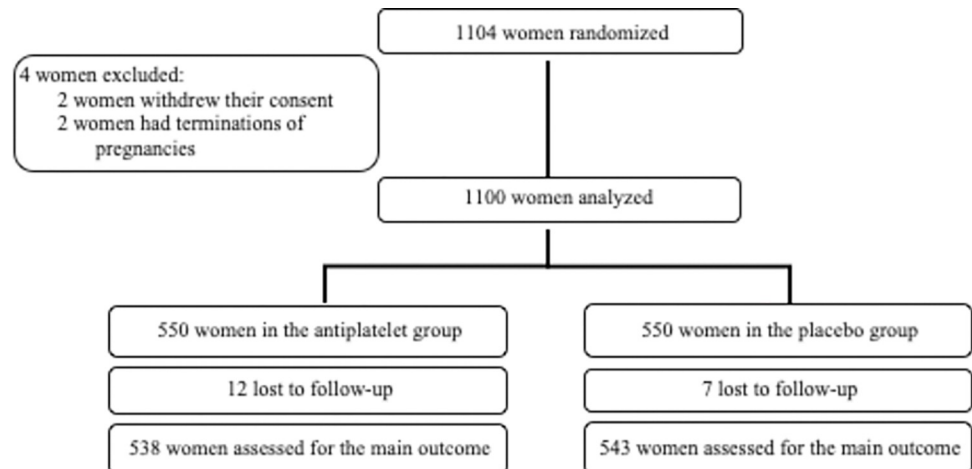 1104 women randomized
4 women excluded:
2 women withdrew their consent
2 women had terminations of
pregnancies
1100 women analyzed
550 women in the antiplatelet group
550 women in the placebo group
12 lost to follow-up
7 lost to follow-up
538 women assessed for the main outcome
543 women assessed for the main outcome